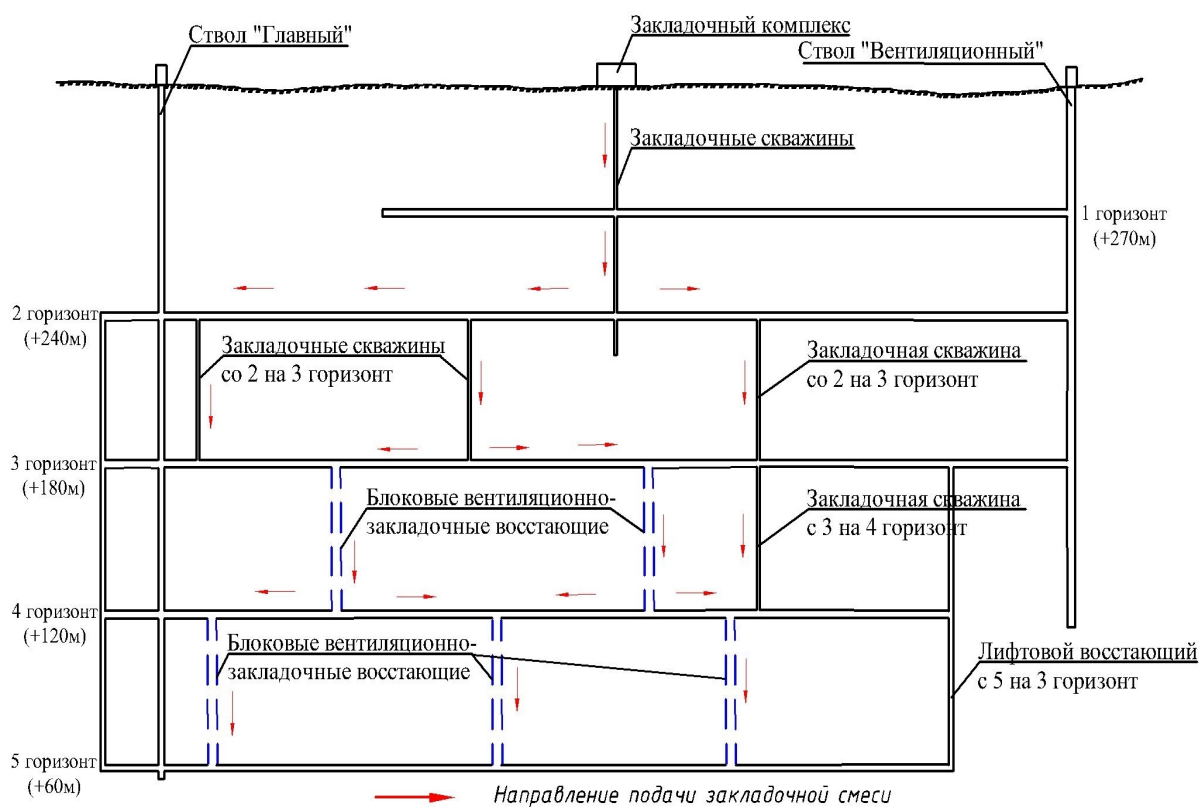 Ствол "Главный"
Закладочный комплекс
Ствол "Вентиляционный"
Закладочные скважины
1 горизонт
(+270м)
2 горизонт
(+240м)
Закладочные скважины
со 2 на 3 горизонт
Закладочная скважина
со 2 на 3 горизонт
3 горизонт
(+180м)
Блоковые вентиляционно-
закладочные восстающие
Закладочная скважина
с 3 на 4 горизонт
4 горизонт
(+120м)
Блоковые вентиляционно-
закладочные восстающие
Лифтовой восстающий
с 5 на 3 горизонт
5 горизонт
(+60м)
Направление подачи закладочной смеси